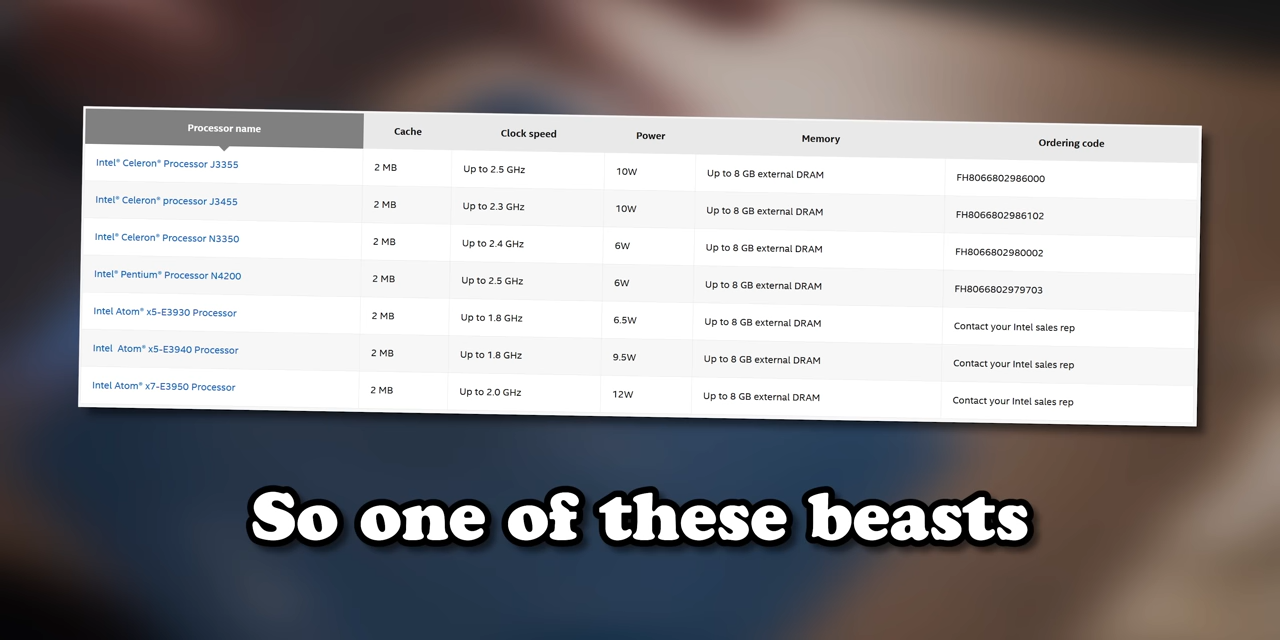 Processor name Cache Clock speed Power Memory Ordering code
Intel® Celeron® Processor J3355 2 MB Up to 2.5 GHz 10W Up to 8 GB external DRAM FH8066802986000
Intel® Celeron® processor J3455 2 MB Up to 2.3 GHz 10W Up to 8 GB external DRAM FH8066802986102
Intel® Celeron® Processor N3350 2 MB Up to 2.4 GHz 6W Up to 8 GB external DRAM FH8066802980002
Intel® Pentium® Processor N4200 2 MB Up to 2.5 GHz 6W Up to 8 GB external DRAM FH8066802979703
Intel Atom® x5-E3930 Processor 2 MB Up to 1.8 GHz 6.5W Up to 8 GB external DRAM Contact your Intel sales rep
Intel Atom® x5-E3940 Processor 2 MB Up to 1.8 GHz 9.5W Up to 8 GB external DRAM Contact your Intel sales rep
Intel Atom® x7-E3950 Processor 2 MB Up to 2.0 GHz 12W Up to 8 GB external DRAM Contact your Intel sales rep
So one of these beasts